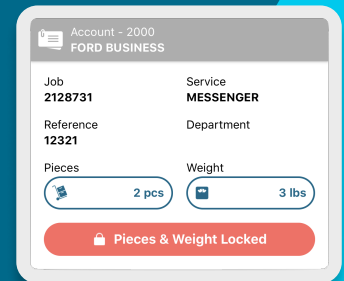 Account - 2000
FORD BUSINESS
Job
2128731
Service
MESSENGER
Reference
12321
Department
Pieces
2 pcs
Weight
3 lbs
Pieces & Weight Locked